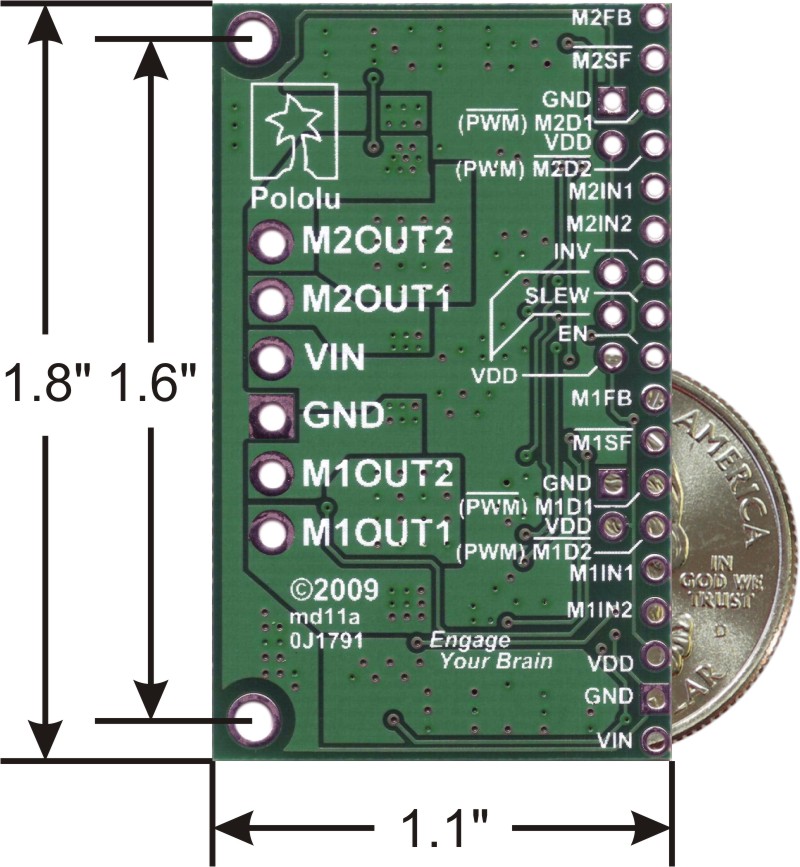 M2FB
M2SF
GND
(PWM) M2D1
VDD
(PWM) M2D2
M2IN1
M2IN2
INV
SLEW
EN
VDD
M1FB
M1SF
GND
(PWM) M1D1
VDD
(PWM) M1D2
M1IN1
M1IN2
VDD
GND
VIN
Pololu
M2OUT2
M2OUT1
VIN
GND
M1OUT2
M1OUT1
©2009
md11a
0J1791
Engage
Your Brain
1.8" 1.6"
1.1"
AMERICA
IN
GOD WE
TRUST
D
LAR